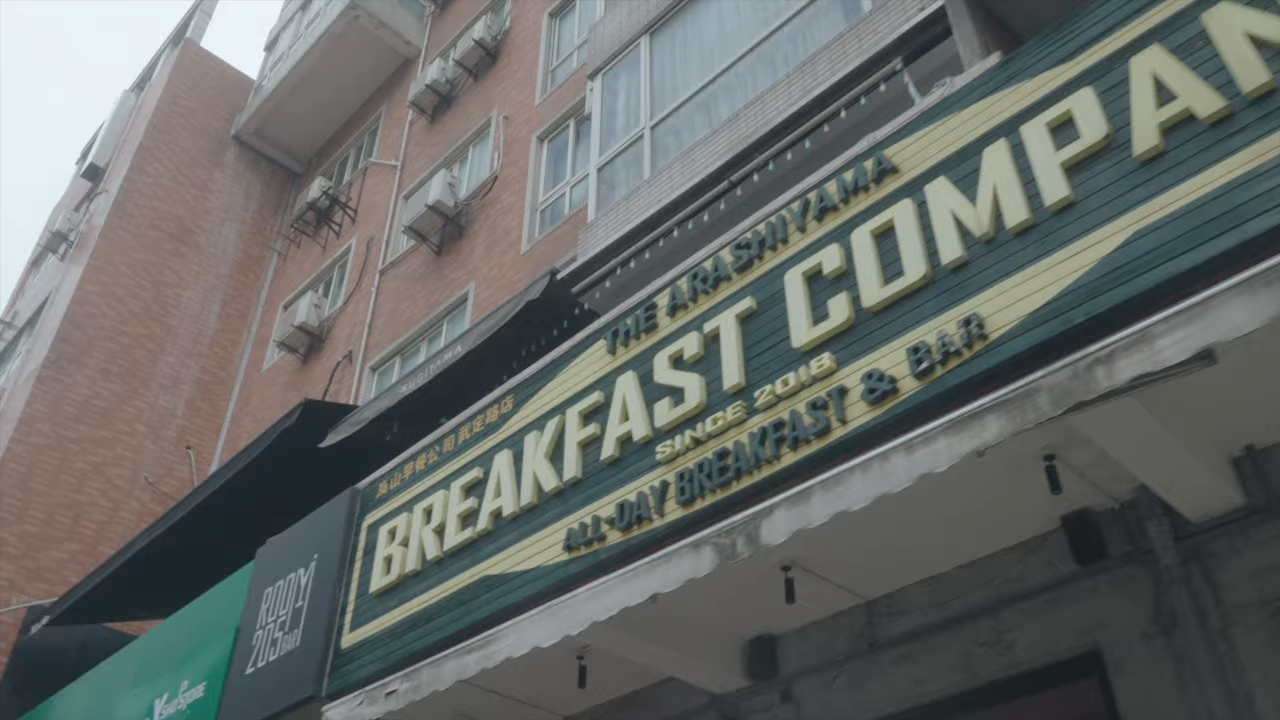 THE ARASHIYAMA
BREAKFAST COMPAN
SINCE 2018
ALL-DAY BREAKFAST & BAR
山早餐公司武定路店
SUGIYAMA
ROOM
205
BAR